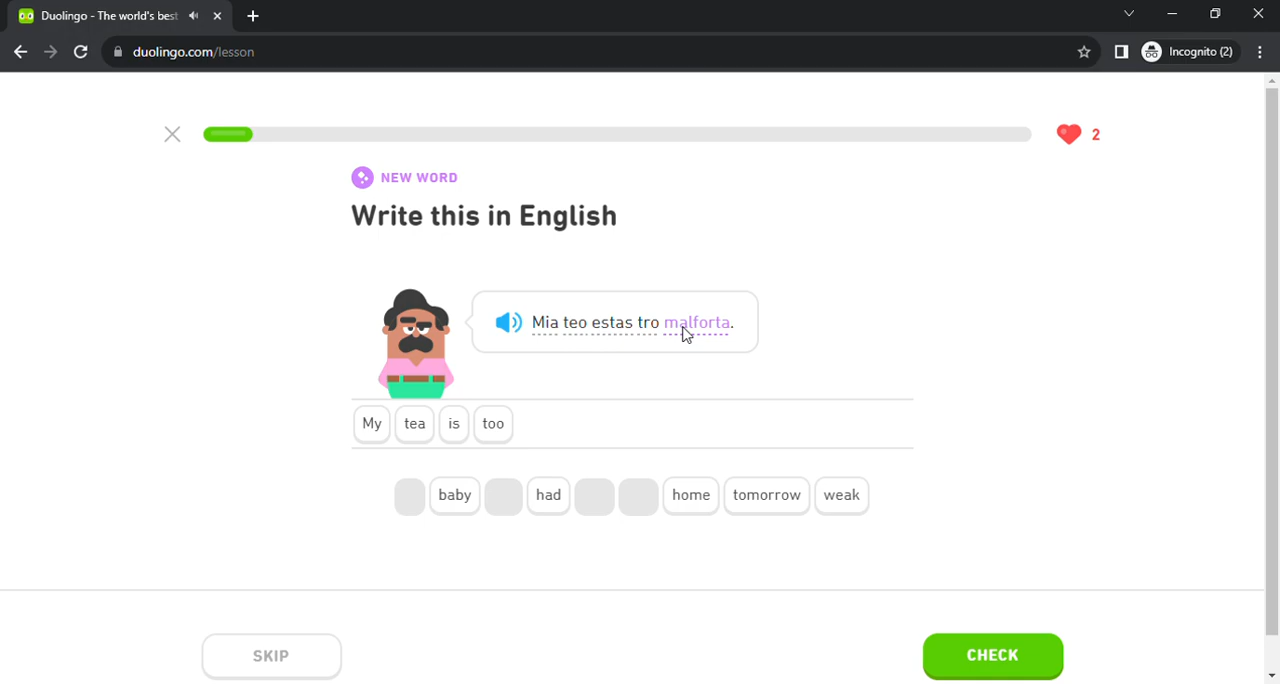 Duolingo - The world's best
duolingo.com/lesson
Incognito (2)
2
NEW WORD
Write this in English
Mia teo estas tro malforta.
My tea is too
baby had home tomorrow weak
SKIP
CHECK